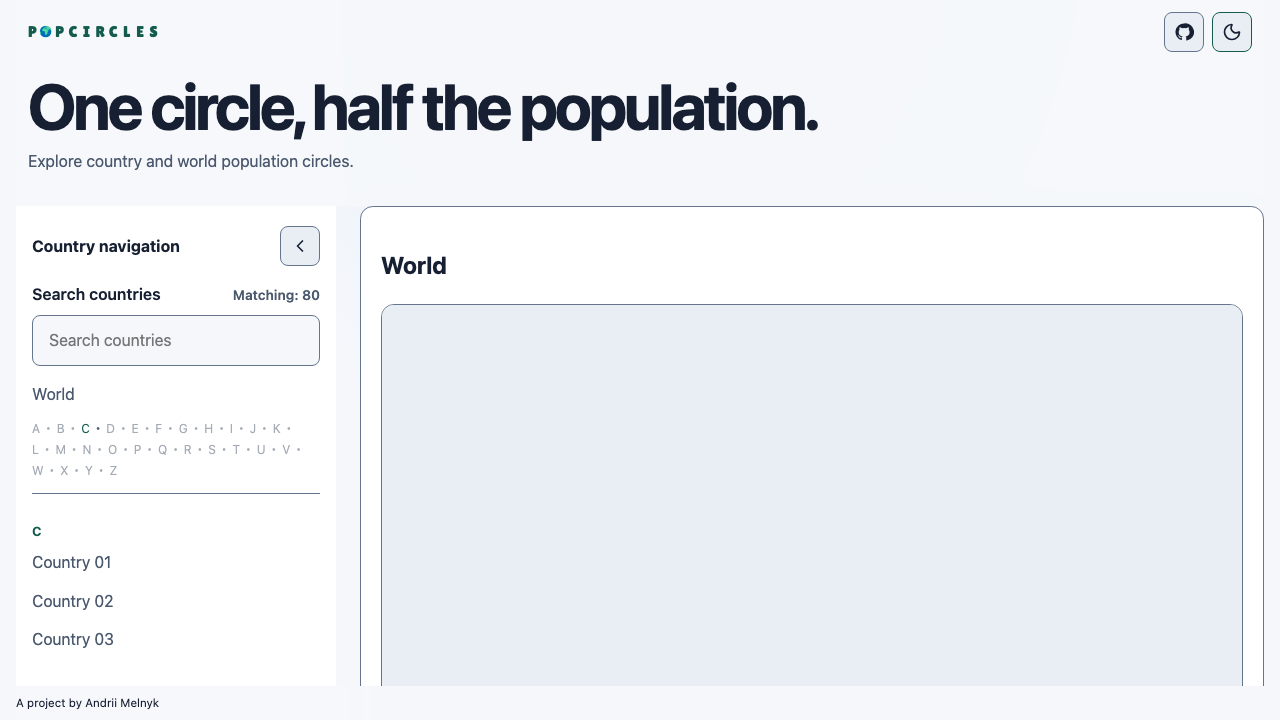 P🌍PCIRCLES
One circle, half the population.
Explore country and world population circles.
Country navigation
Search countries
Matching: 80
Search countries
World
A • B • C • D • E • F • G • H • I • J • K •
L • M • N • O • P • Q • R • S • T • U • V •
W • X • Y • Z
C
Country 01
Country 02
Country 03
World
A project by Andrii Melnyk